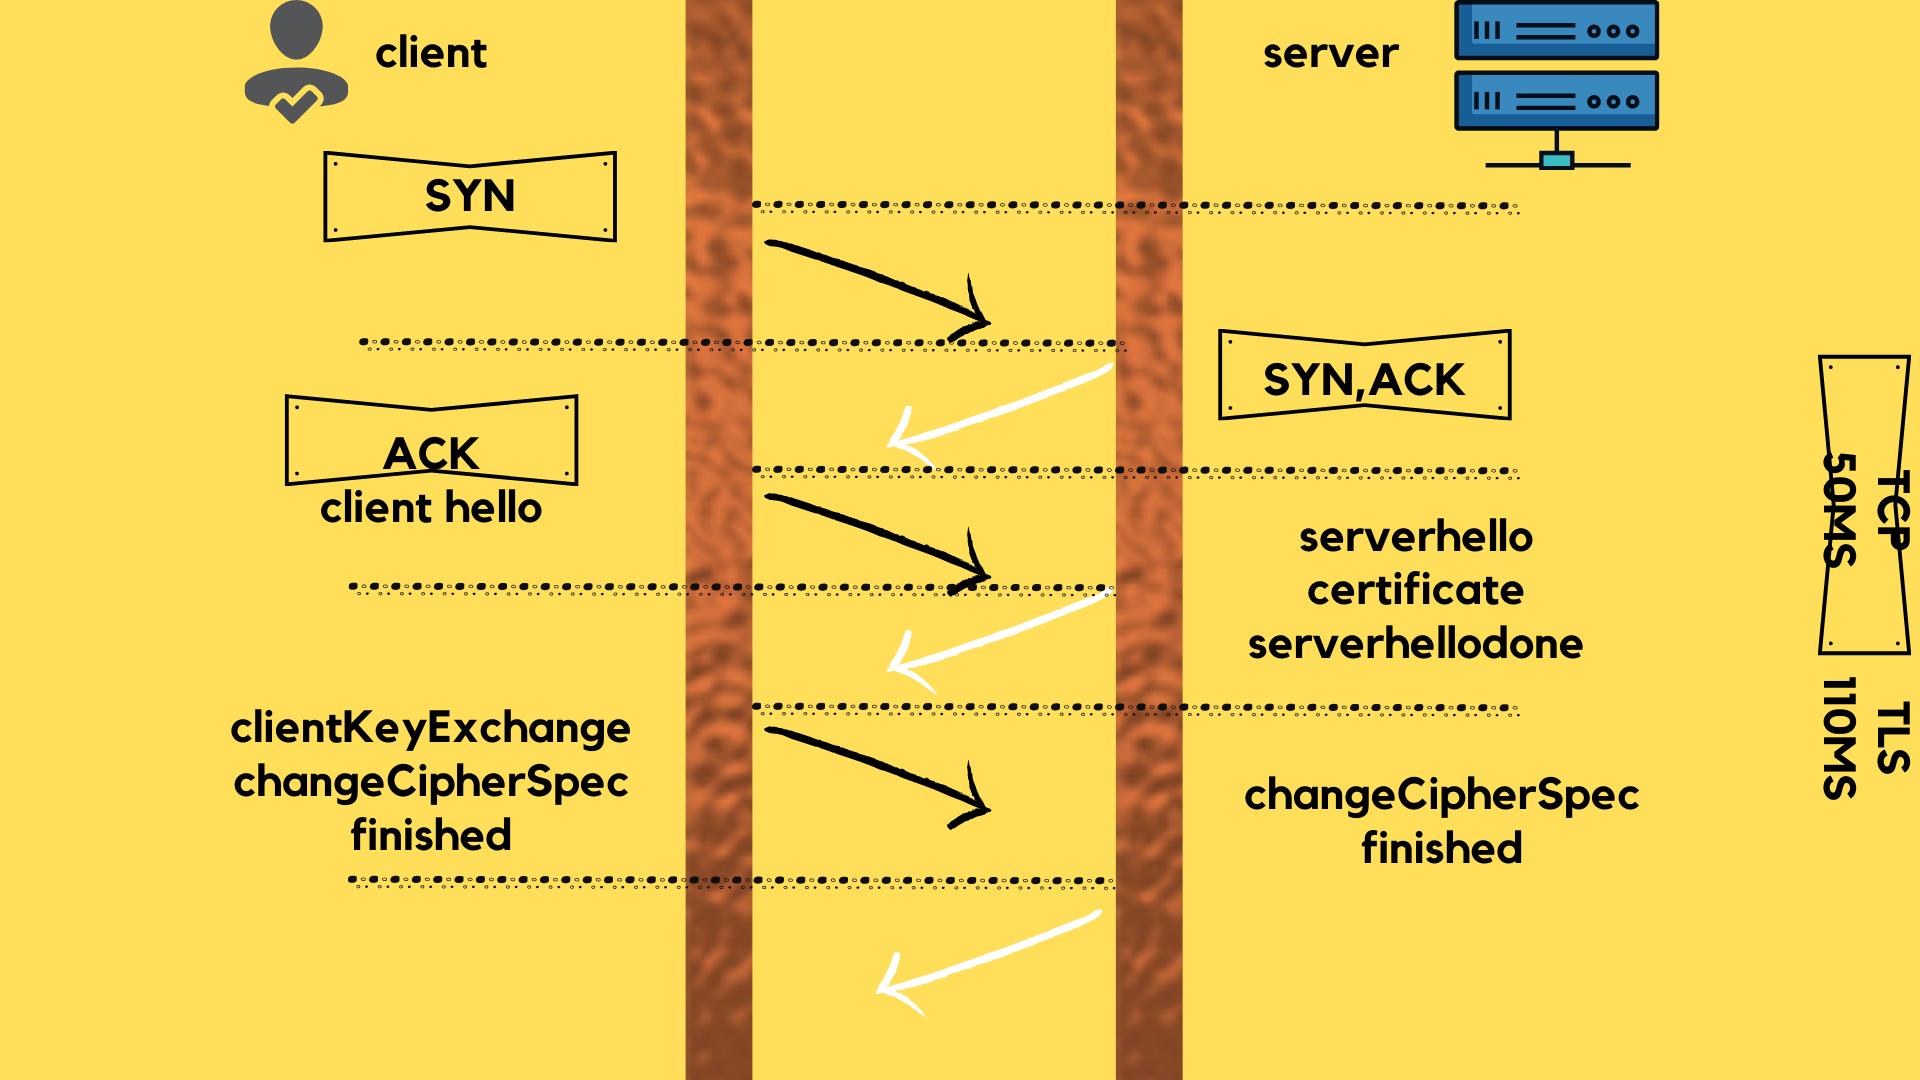 client
server
SYN
SYN,ACK
ACK
client hello
serverhello
certificate
serverhellodone
clientKeyExchange
changeCipherSpec
finished
changeCipherSpec
finished
TCP
50MS
TLS
110MS